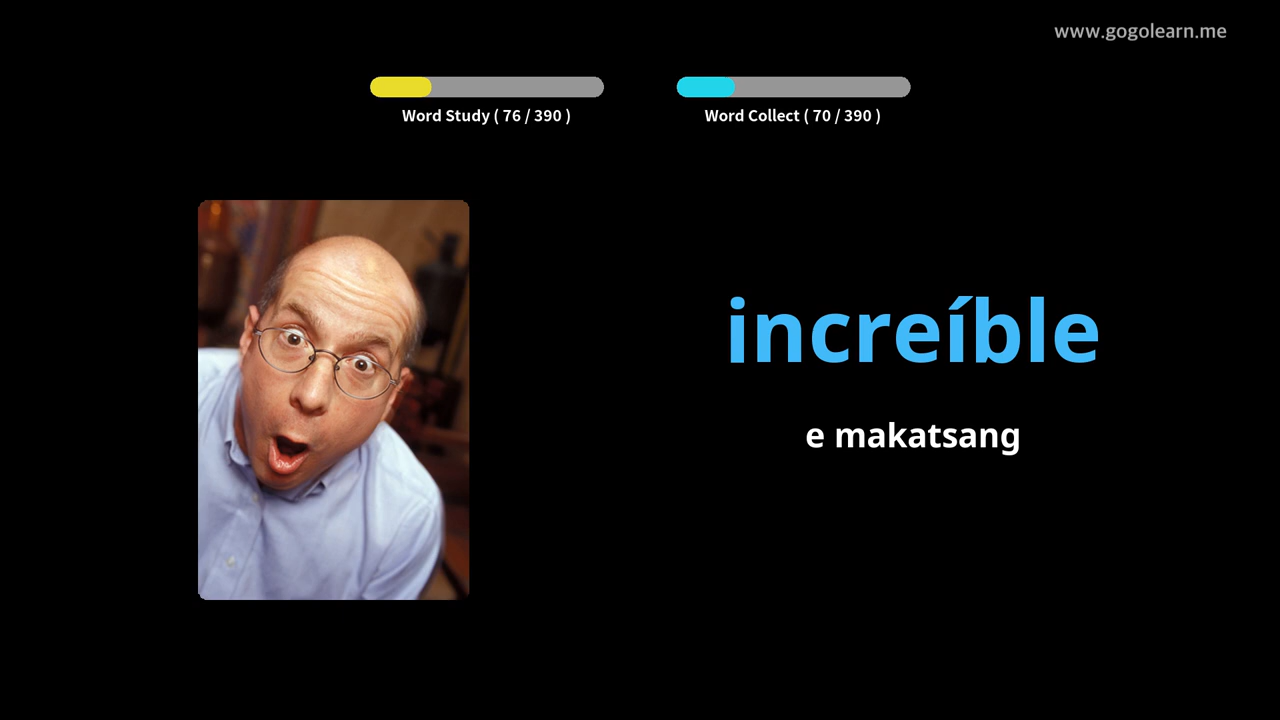 www.gogolearn.me
Word Study ( 76 / 390 )
Word Collect ( 70 / 390 )
increíble
e makatsang